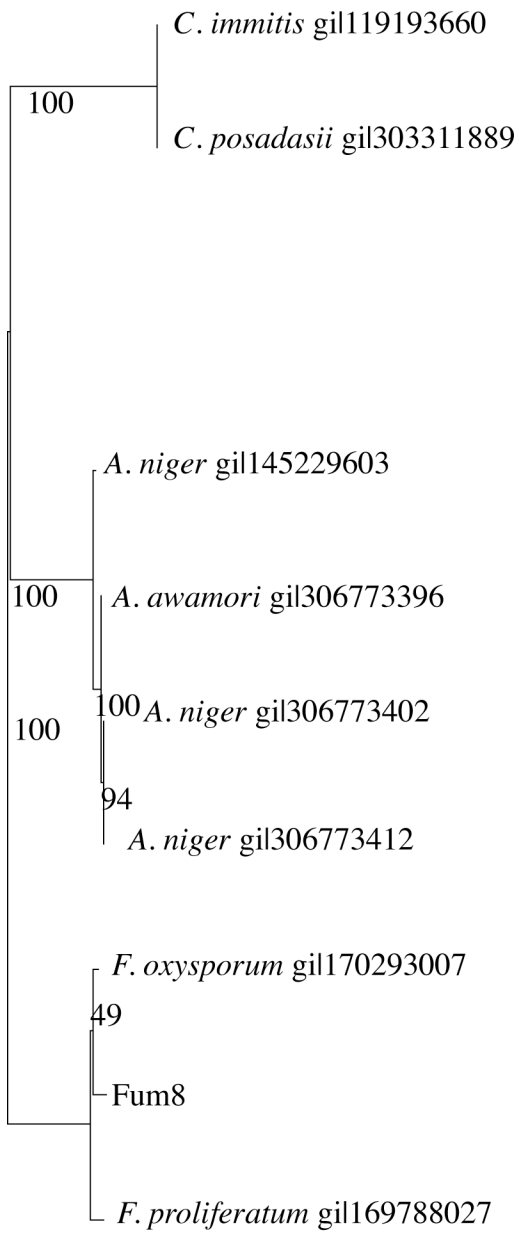 C. immitis gi|119193660
100
C. posadasii gi|303311889
A. niger gi|145229603
100
A. awamori gi|306773396
100
A. niger gi|306773402
100
94
A. niger gi|306773412
F. oxysporum gi|170293007
49
Fum8
F. proliferatum gi|169788027